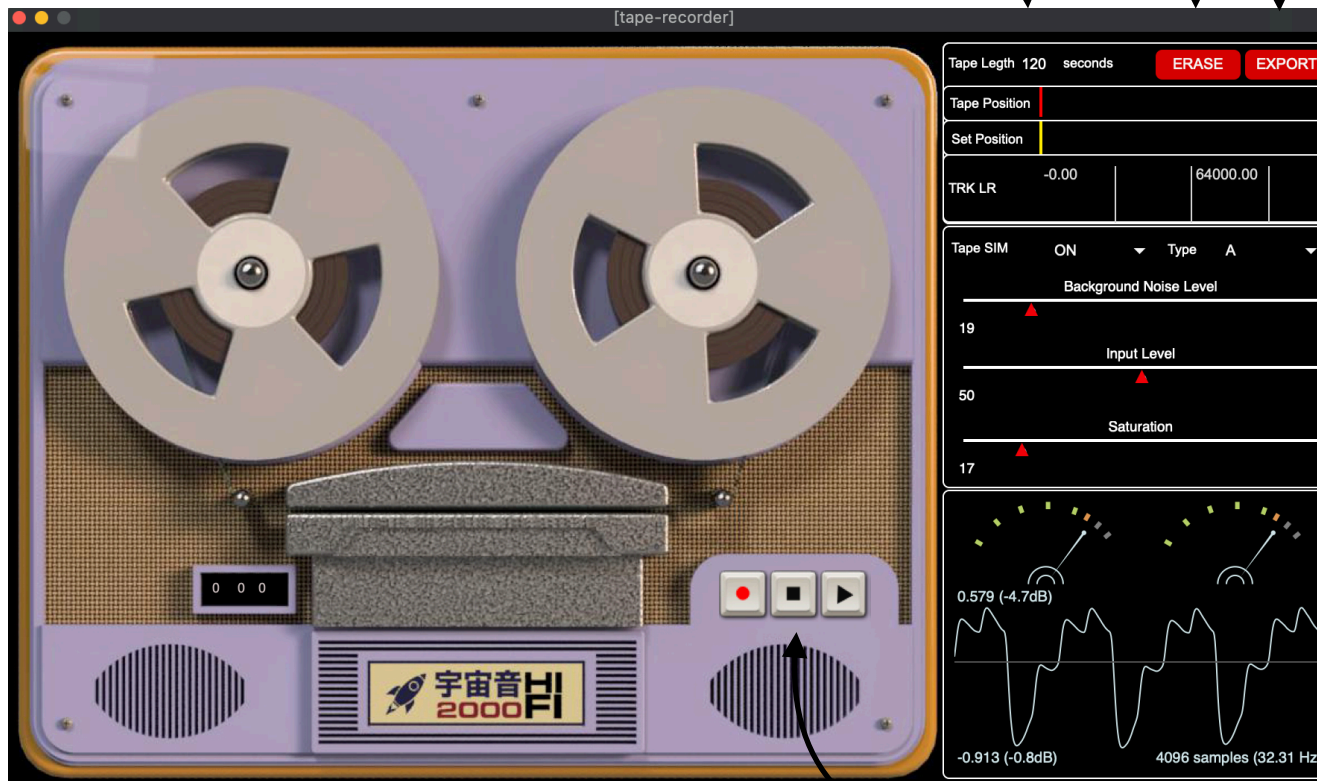 [tape-recorder]
Tape Legth 120 seconds ERASE EXPORT
Tape Position
Set Position
TRK LR -0.00 64000.00
Tape SIM ON Type A
Background Noise Level
19
Input Level
50
Saturation
17
0 0 0
宇宙音 HI
2000 FI
0.579 (-4.7dB)
-0.913 (-0.8dB) 4096 samples (32.31 Hz